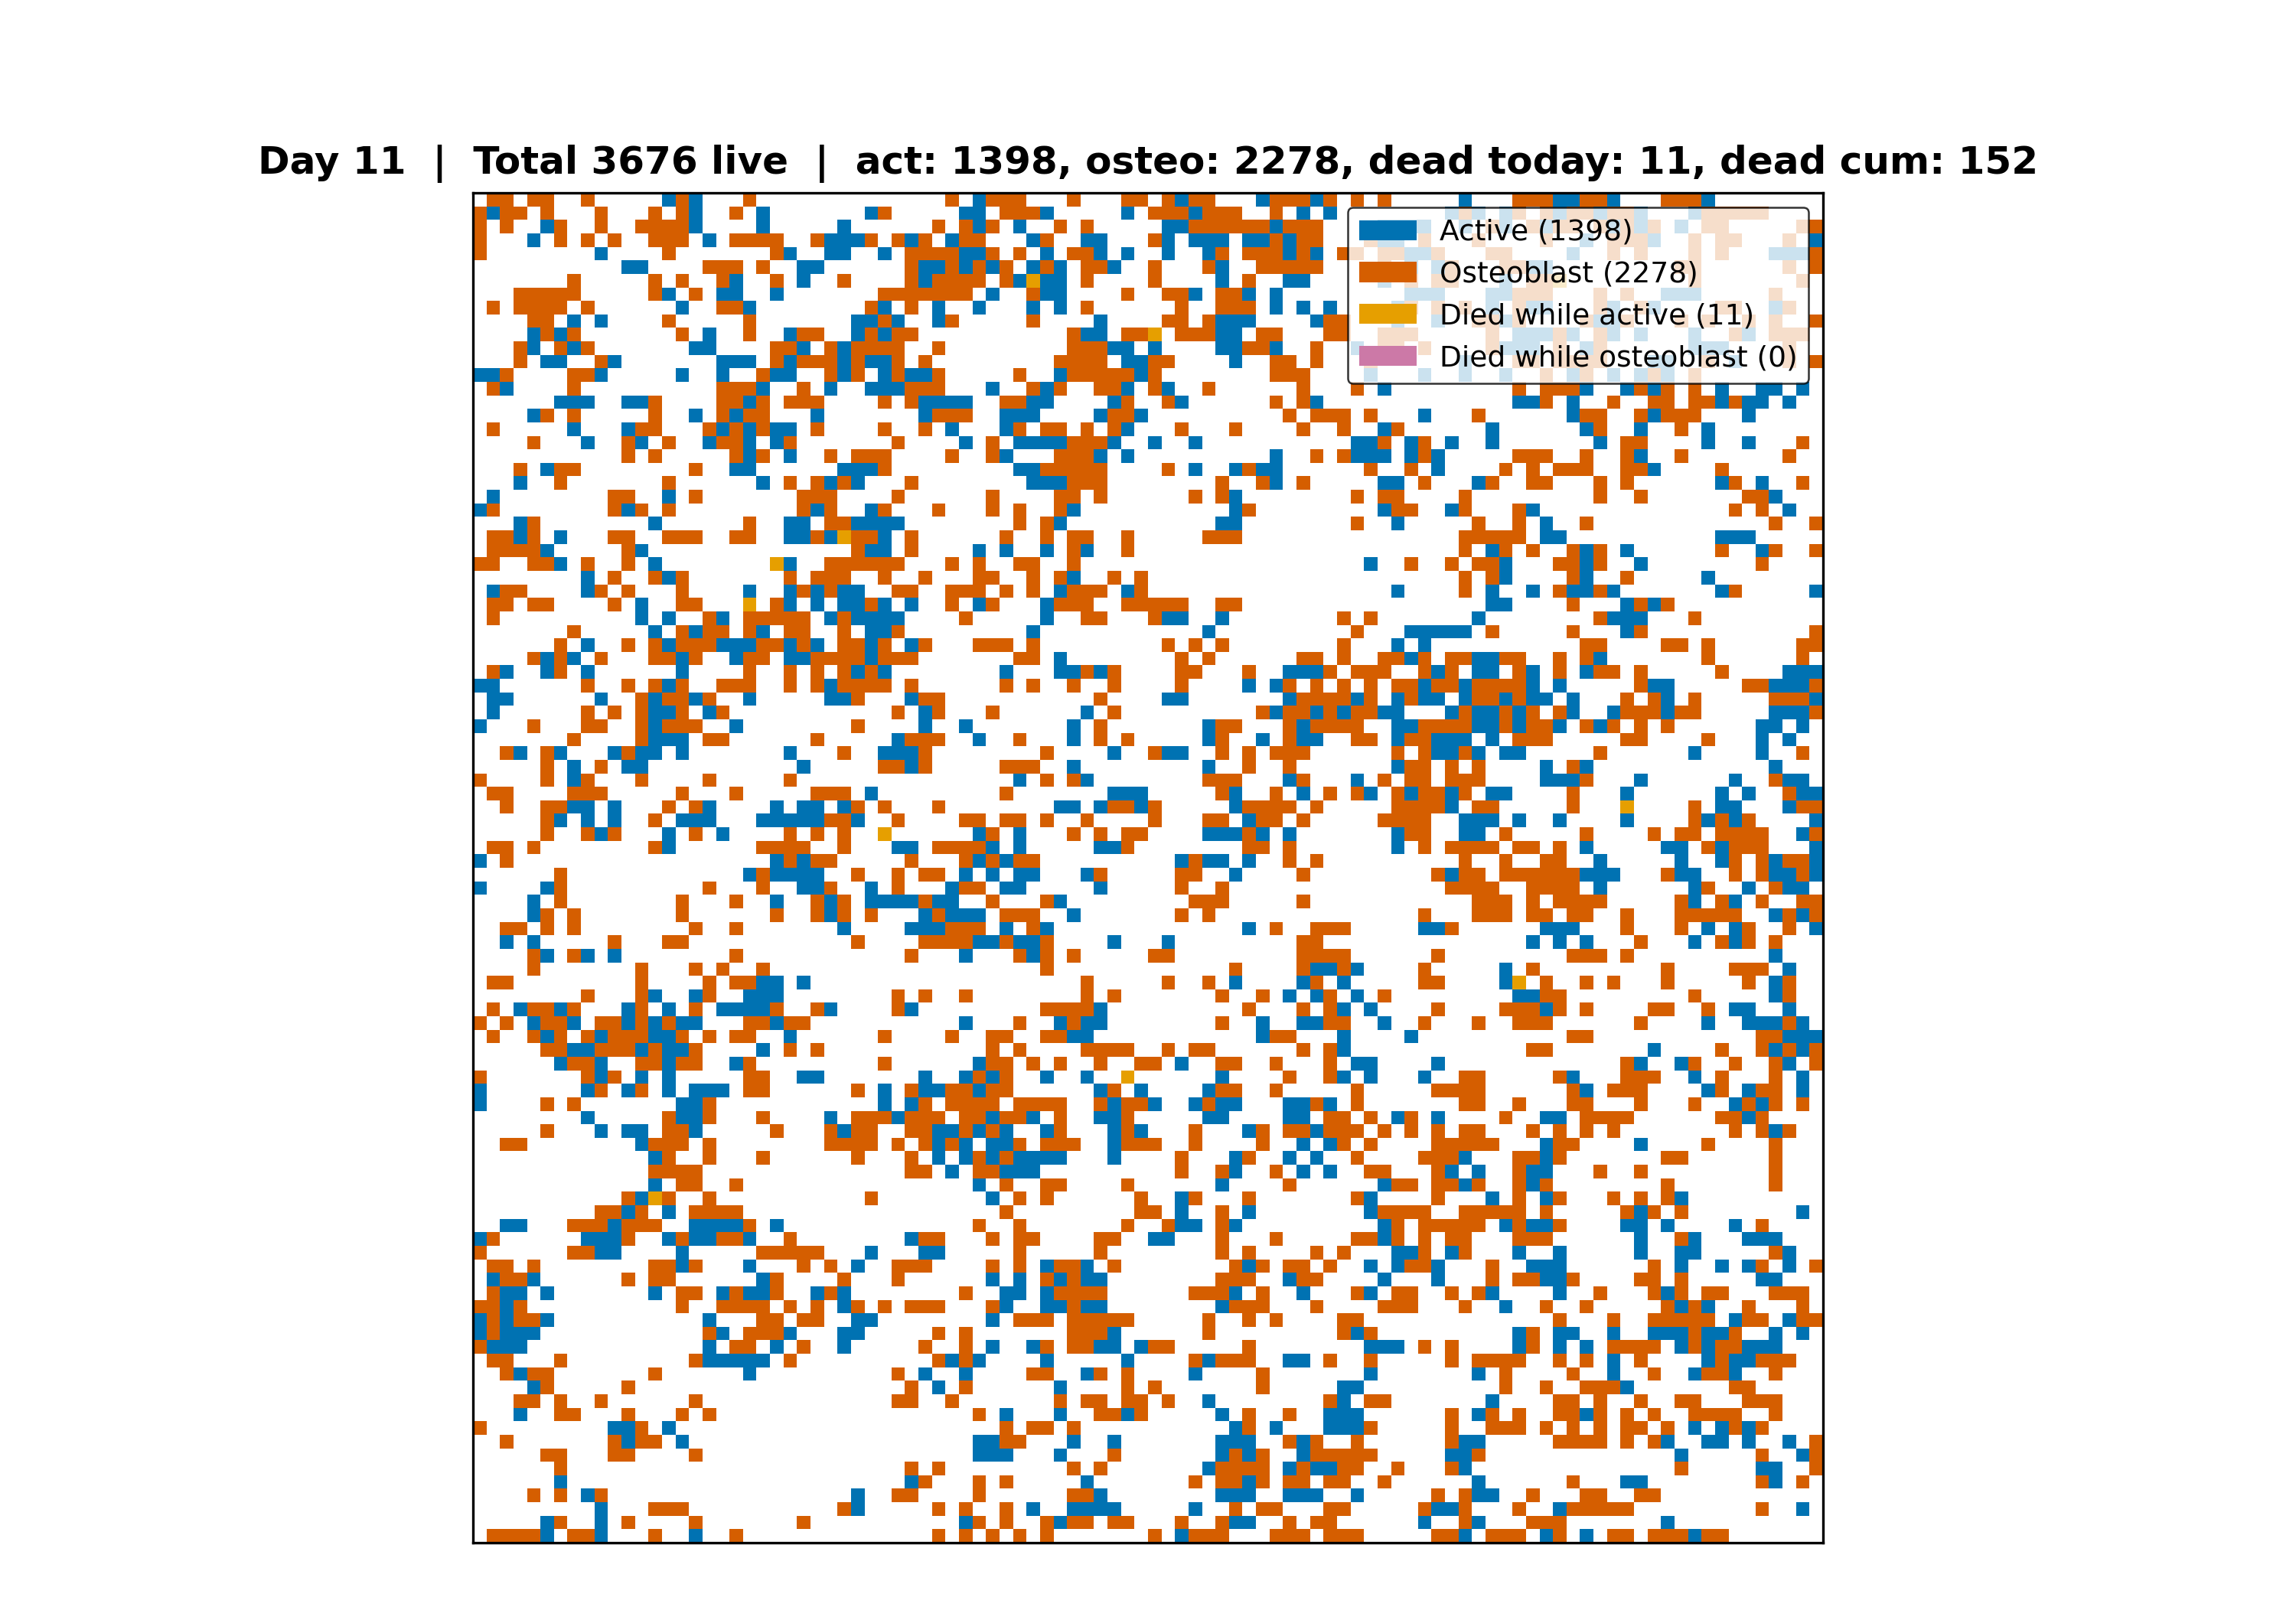 Day 11 | Total 3676 live | act: 1398, osteo: 2278, dead today: 11, dead cum: 152
Active (1398)
Osteoblast (2278)
Died while active (11)
Died while osteoblast (0)